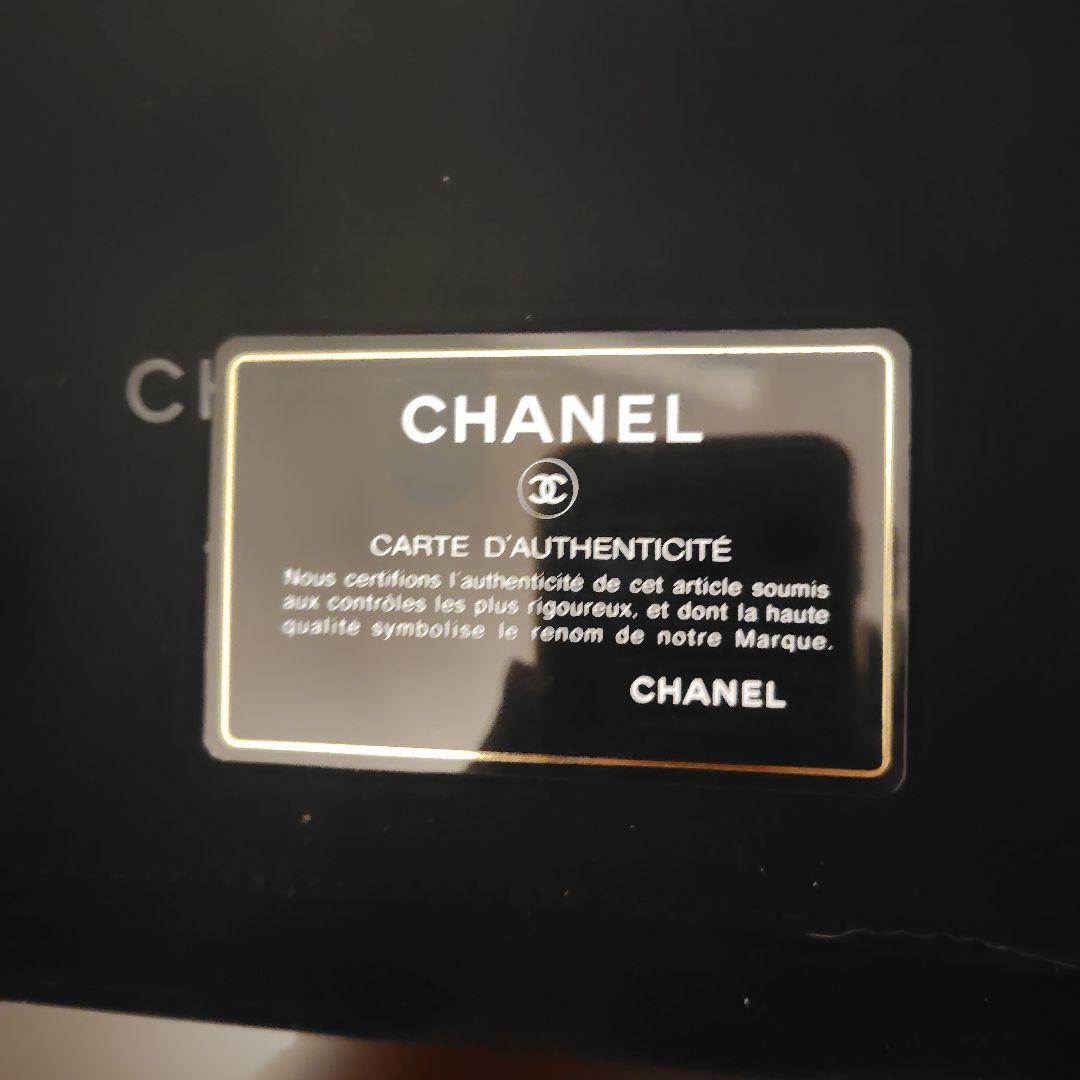 CH
CHANEL
CARTE D'AUTHENTICITÉ
Nous certifions l'authenticité de cet article soumis
aux contrôles les plus rigoureux, et dont la haute
qualité symbolise le renom de notre Marque.
CHANEL